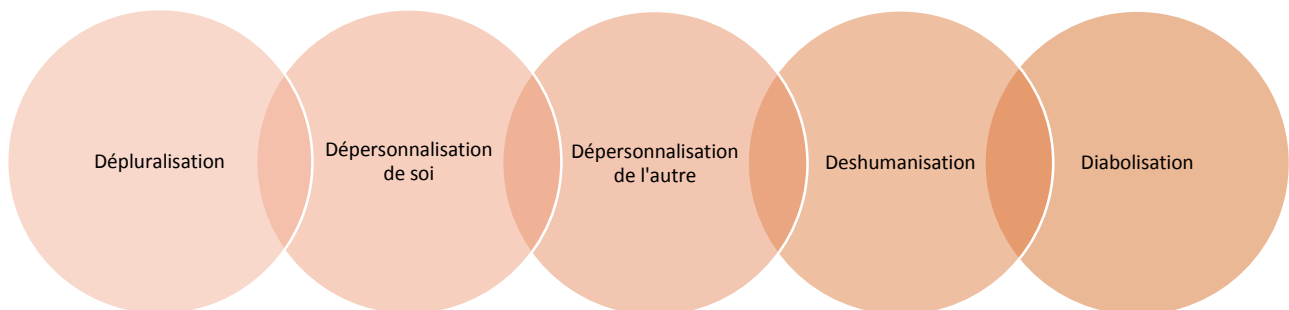 Dépluralisation
Dépersonnalisation
de soi
Dépersonnalisation
de l'autre
Deshumanisation
Diabolisation